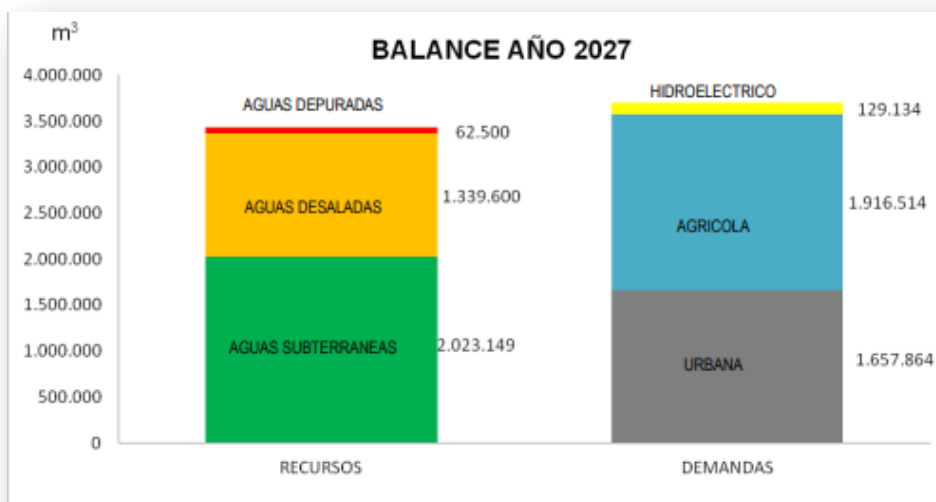 m³
BALANCE AÑO 2027
4.000.000
3.500.000
3.000.000
2.500.000
2.000.000
1.500.000
1.000.000
500.000
0
AGUAS DEPURADAS
62.500
AGUAS DESALADAS
1.339.600
AGUAS SUBTERRANEAS
2.023.149
HIDROELECTRICO
129.134
AGRICOLA
1.916.514
URBANA
1.657.864
RECURSOS
DEMANDAS